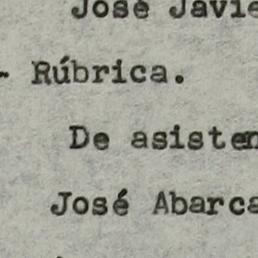 José Javie
- Rúbrica.
De asisten
José Abarca